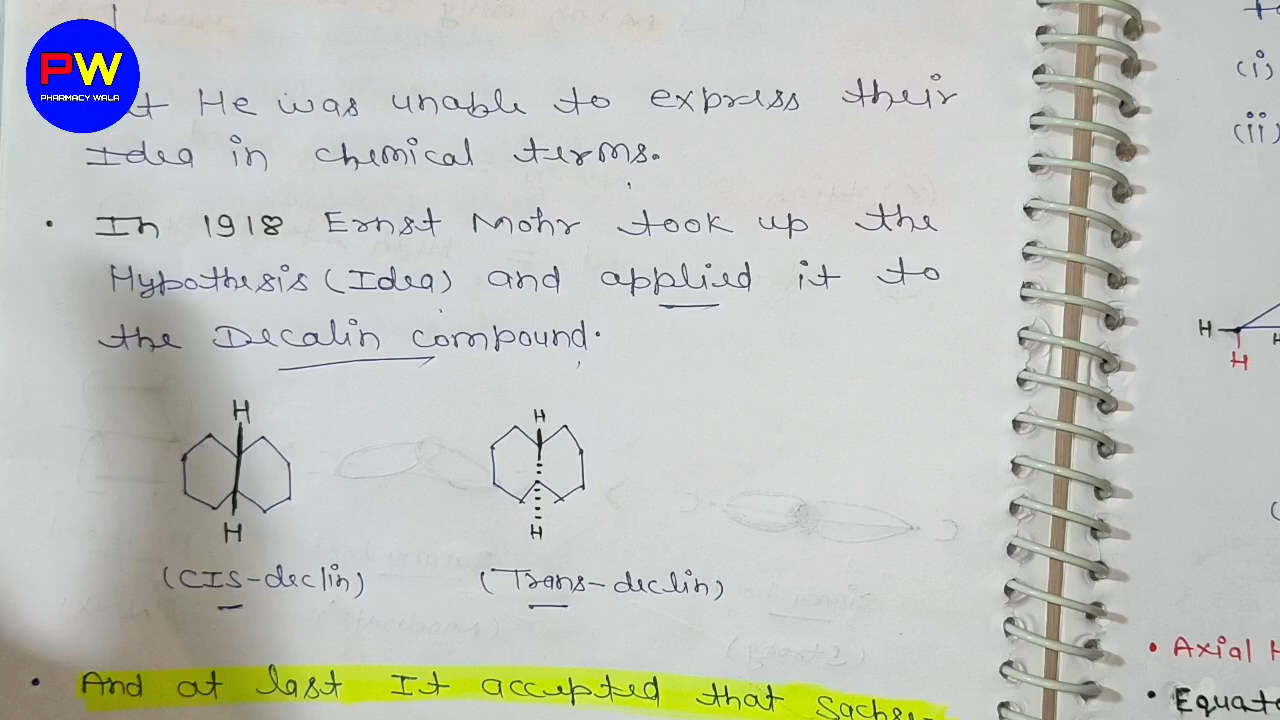 PW
PHARMACY WALA
He was unable to express their
Idea in chemical terms.
• In 1918 Ernst Mohr took up the
Hypothesis (Idea) and applied it to
the Decalin compound.
H
H
H
H
(CIS-declin)
(Trans-declin)
• And at last It accepted that Sachse-
(i)
(ii)
H
H
H
• Axial H
• Equato